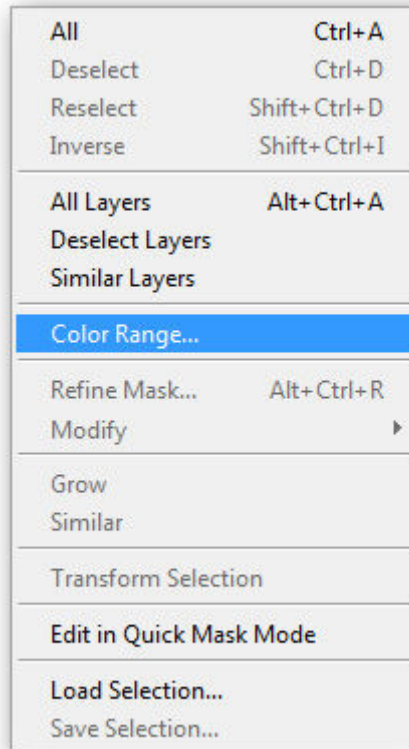 All Ctrl+A
Deselect Ctrl+D
Reselect Shift+Ctrl+D
Inverse Shift+Ctrl+I
All Layers Alt+Ctrl+A
Deselect Layers
Similar Layers
Color Range...
Refine Mask... Alt+Ctrl+R
Modify
Grow
Similar
Transform Selection
Edit in Quick Mask Mode
Load Selection...
Save Selection...